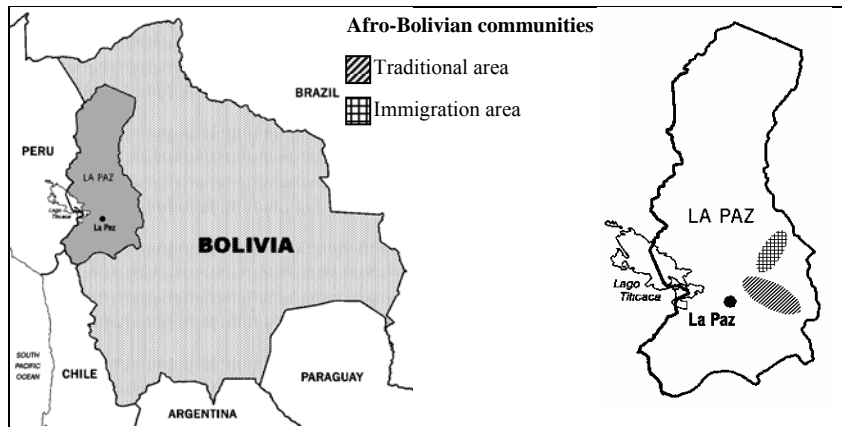 Afro-Bolivian communities
Traditional area
Immigration area
BRAZIL
PERU
LA PAZ
Lago
Titicaca
La Paz
BOLIVIA
SOUTH
PACIFIC
OCEAN
CHILE
PARAGUAY
ARGENTINA
LA PAZ
Lago
Titicaca
La Paz